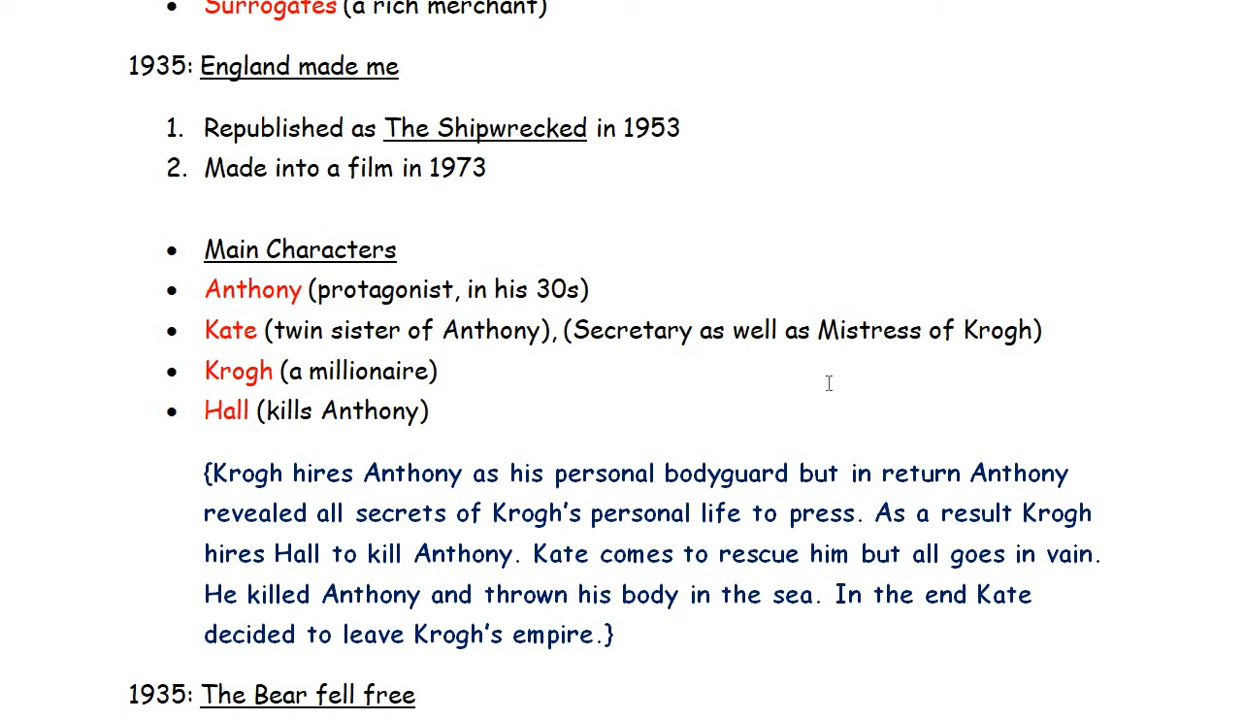 • Surrogates (a rich merchant)
1935: England made me
1. Republished as The Shipwrecked in 1953
2. Made into a film in 1973
• Main Characters
• Anthony (protagonist, in his 30s)
• Kate (twin sister of Anthony), (Secretary as well as Mistress of Krogh)
• Krogh (a millionaire)
• Hall (kills Anthony)
{Krogh hires Anthony as his personal bodyguard but in return Anthony
revealed all secrets of Krogh's personal life to press. As a result Krogh
hires Hall to kill Anthony. Kate comes to rescue him but all goes in vain.
He killed Anthony and thrown his body in the sea. In the end Kate
decided to leave Krogh's empire.}
1935: The Bear fell free